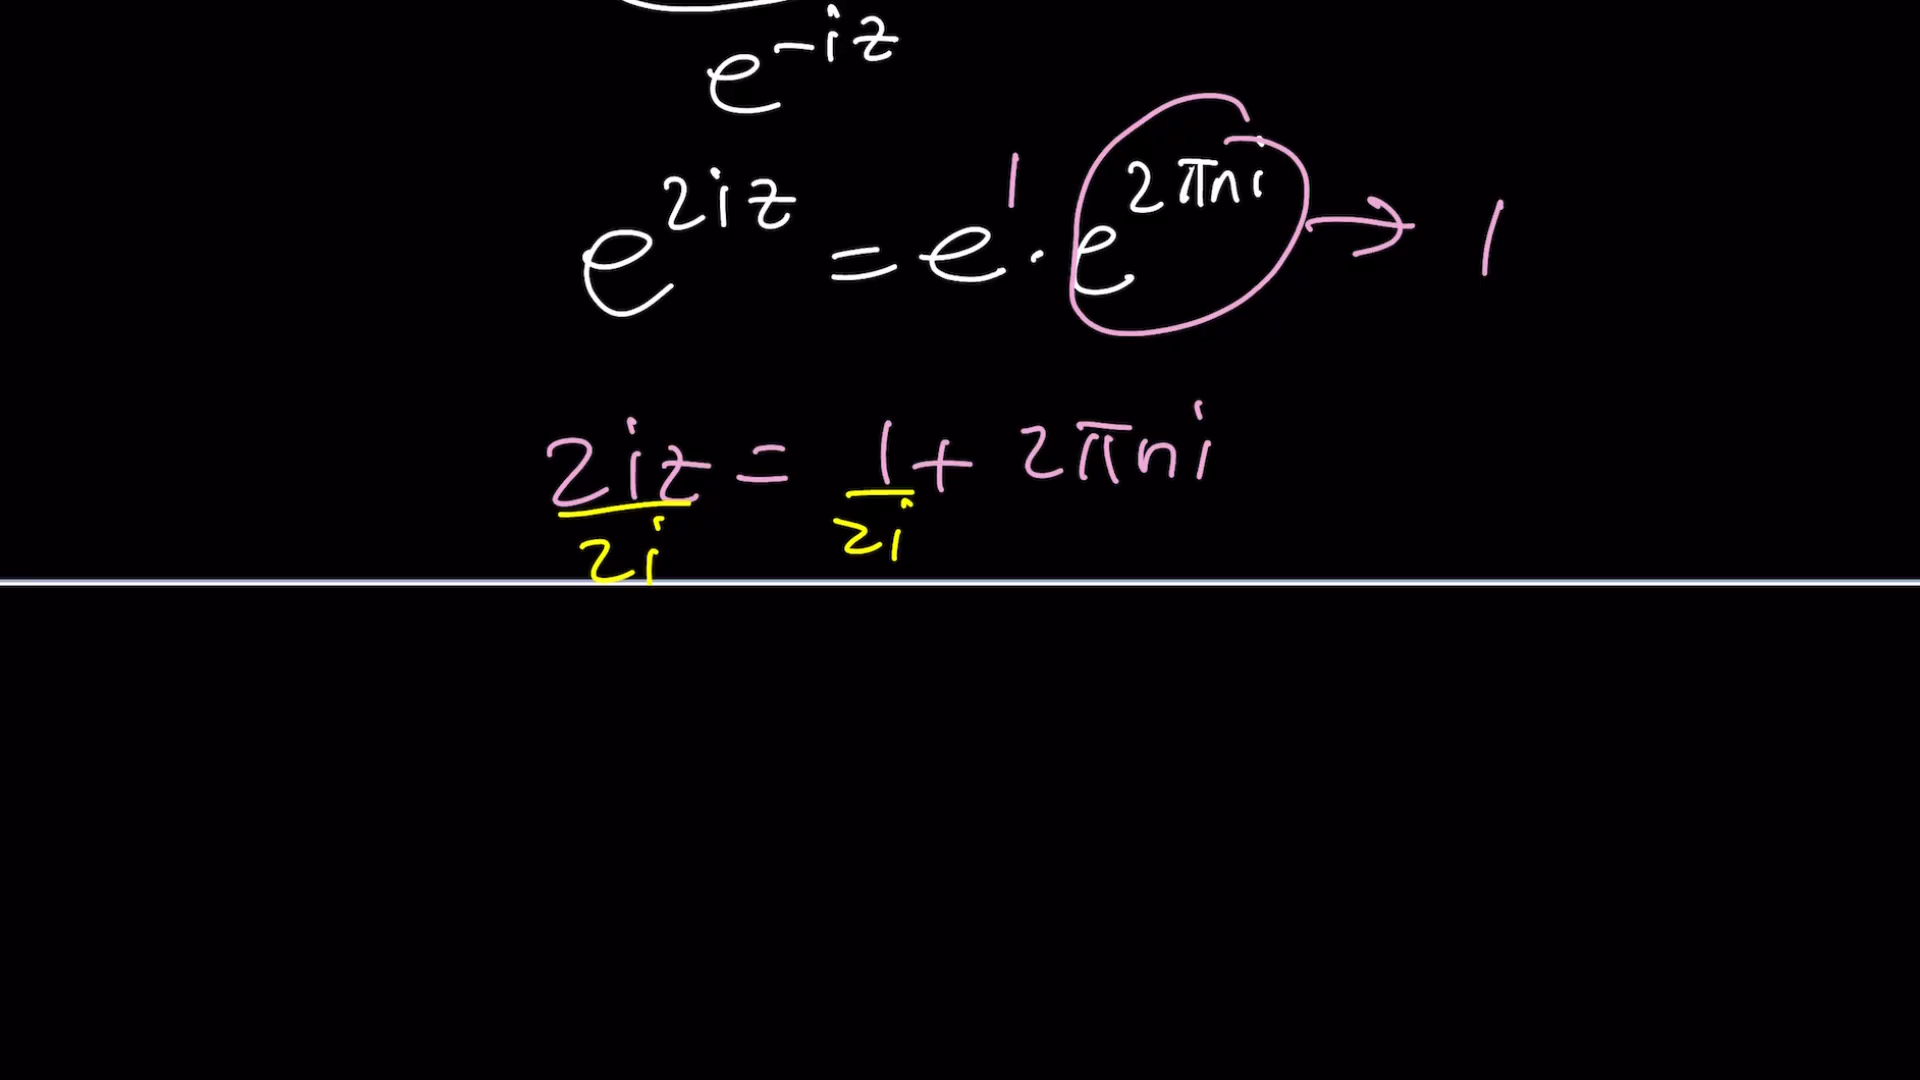 e^{-iz}
e^{2iz} = e^{1} · e^{2πni} → 1
2iz = 1 + 2πni
2i 2i